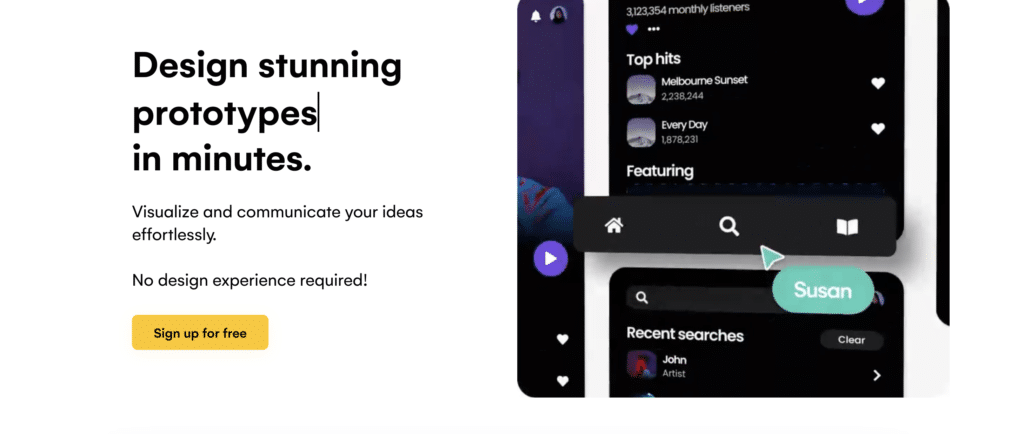 Design stunning
prototypes
in minutes.
Visualize and communicate your ideas
effortlessly.
No design experience required!
Sign up for free
3,123,354 monthly listeners
Top hits
Melbourne Sunset
2,238,244
Every Day
1,878,231
Featuring
Susan
Recent searches
Clear
John
Artist